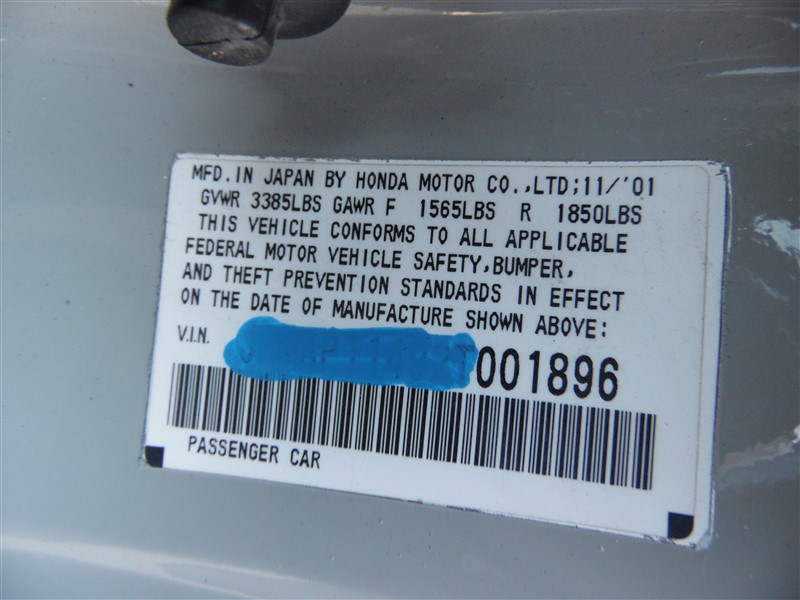 MFD. IN JAPAN BY HONDA MOTOR CO.,LTD;11/'01
GVWR 3385LBS GAWR F 1565LBS R 1850LBS
THIS VEHICLE CONFORMS TO ALL APPLICABLE
FEDERAL MOTOR VEHICLE SAFETY,BUMPER,
AND THEFT PREVENTION STANDARDS IN EFFECT
ON THE DATE OF MANUFACTURE SHOWN ABOVE:
V.I.N. 001896
PASSENGER CAR